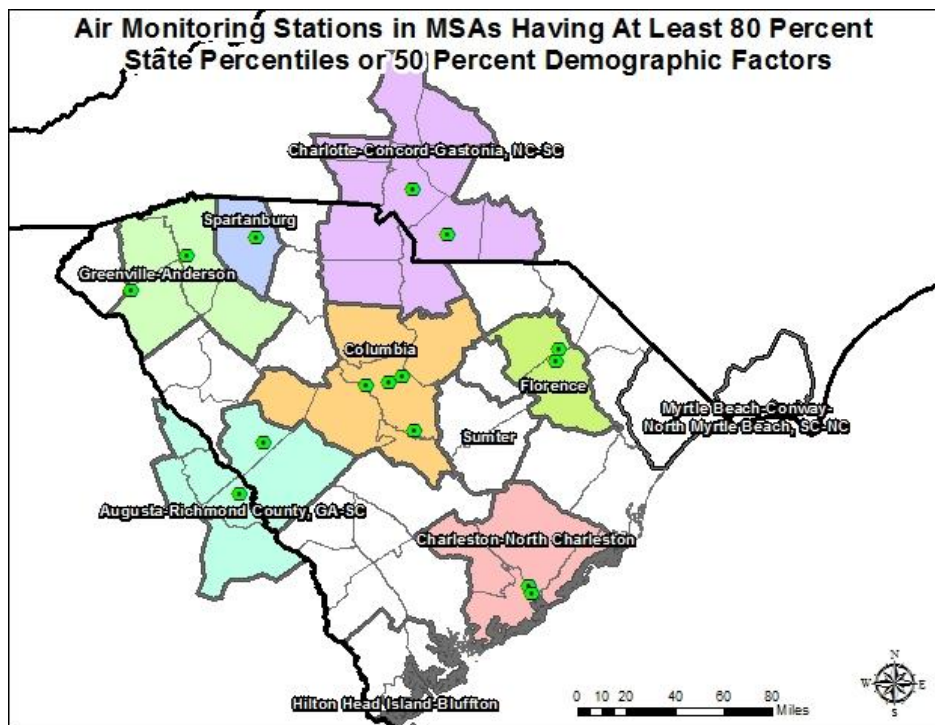 Air Monitoring Stations in MSAs Having At Least 80 Percent
State Percentiles or 50 Percent Demographic Factors
Charlotte-Concord-Gastonia, NC-SC
Spartanburg
Greenville-Anderson
Columbia
Florence
Myrtle Beach-Conway-
North Myrtle Beach, SC-NC
Sumter
Augusta-Richmond County, GA-SC
Charleston-North Charleston
Hilton Head Island-Bluffton
N
W E
S
0 10 20 40 60 80
Miles